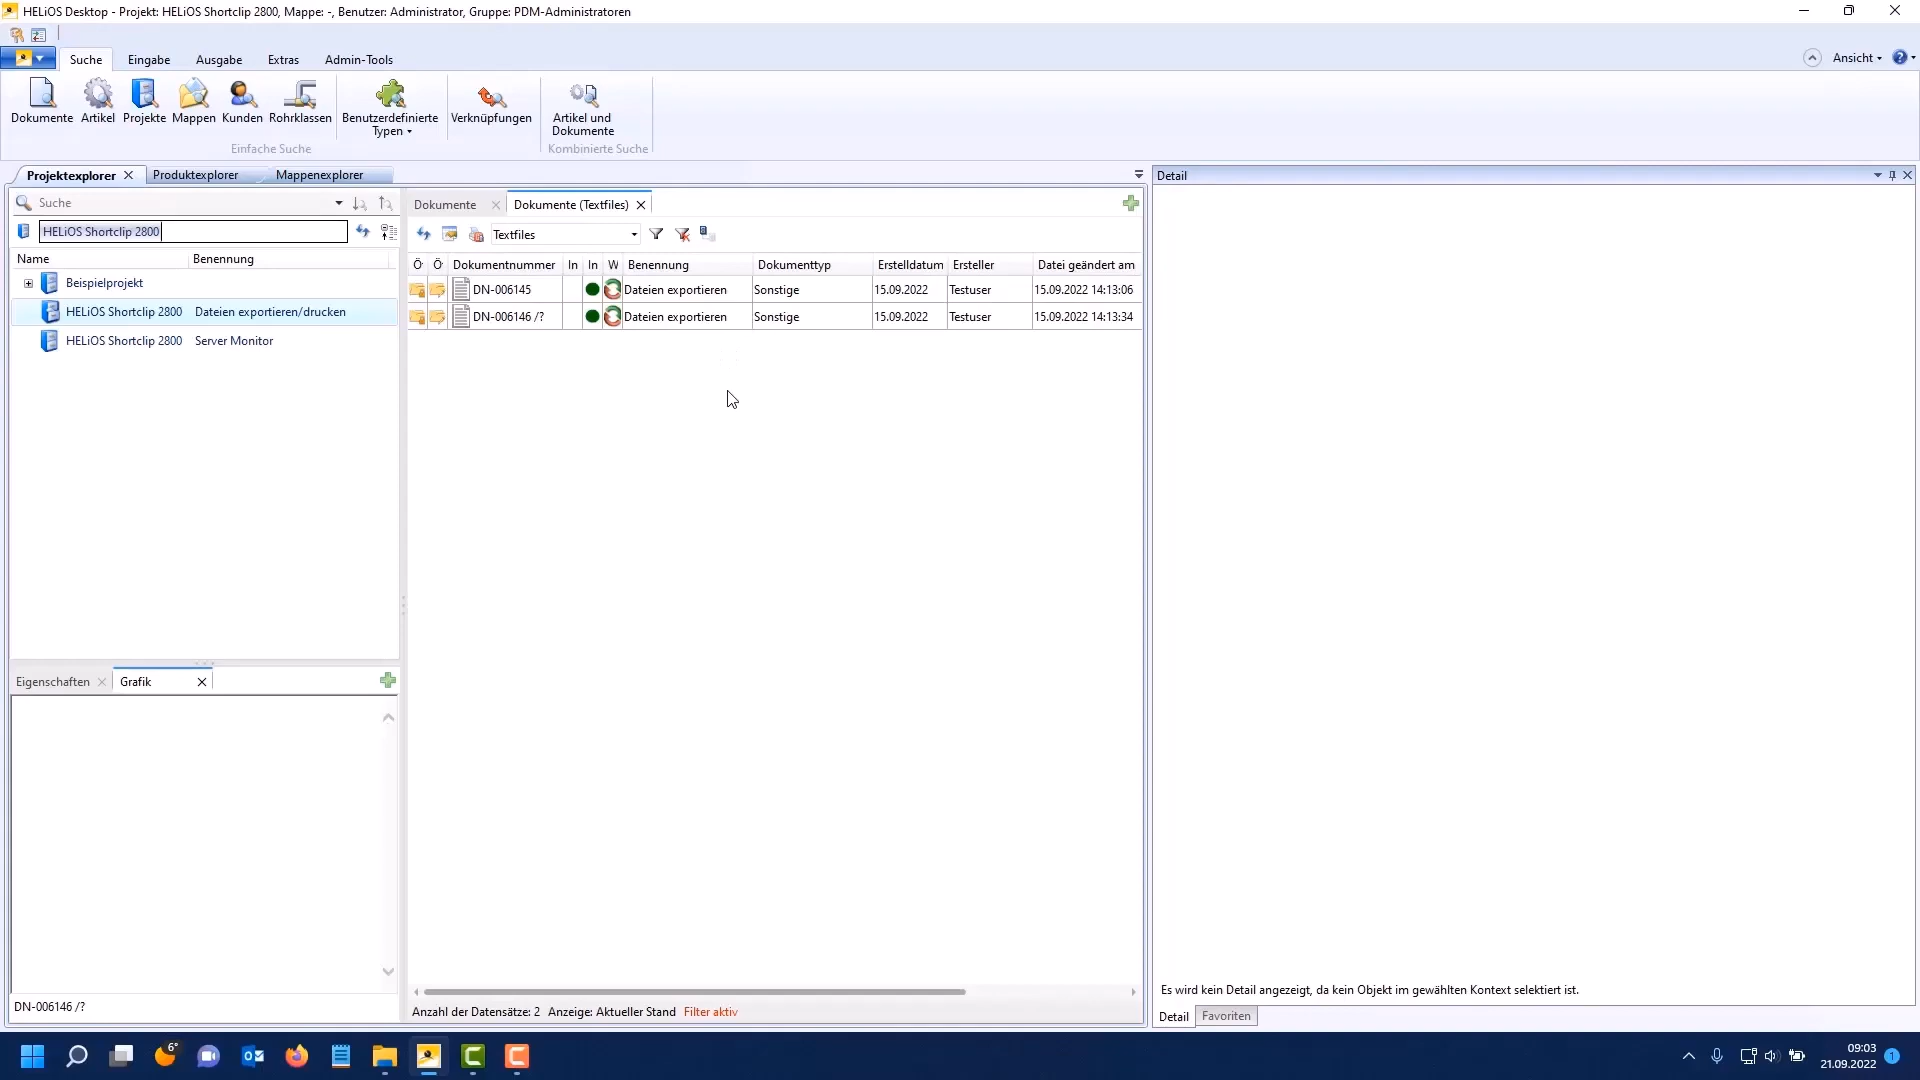 HELiOS Desktop - Projekt: HELiOS Shortclip 2800, Mappe: -, Benutzer: Administrator, Gruppe: PDM-Administratoren
Suche Eingabe Ausgabe Extras Admin-Tools Ansicht
Dokumente Artikel Projekte Mappen Kunden Rohrklassen Benutzerdefinierte Typen Verknüpfungen Artikel und Dokumente
Einfache Suche Kombinierte Suche
Projektexplorer Produktexplorer Mappenexplorer
Detail
Suche
Dokumente Dokumente (Textfiles)
HELiOS Shortclip 2800
Textfiles
Name Benennung
Ö Ö Dokumentnummer In In W Benennung Dokumenttyp Erstelldatum Ersteller Datei geändert am
Beispielprojekt
DN-006145 Dateien exportieren Sonstige 15.09.2022 Testuser 15.09.2022 14:13:06
HELiOS Shortclip 2800 Dateien exportieren/drucken
DN-006146 /? Dateien exportieren Sonstige 15.09.2022 Testuser 15.09.2022 14:13:34
HELiOS Shortclip 2800 Server Monitor
Eigenschaften Grafik
DN-006146 /?
Anzahl der Datensätze: 2 Anzeige: Aktueller Stand Filter aktiv
Es wird kein Detail angezeigt, da kein Objekt im gewählten Kontext selektiert ist.
Detail Favoriten
6°
09:03
21.09.2022
1